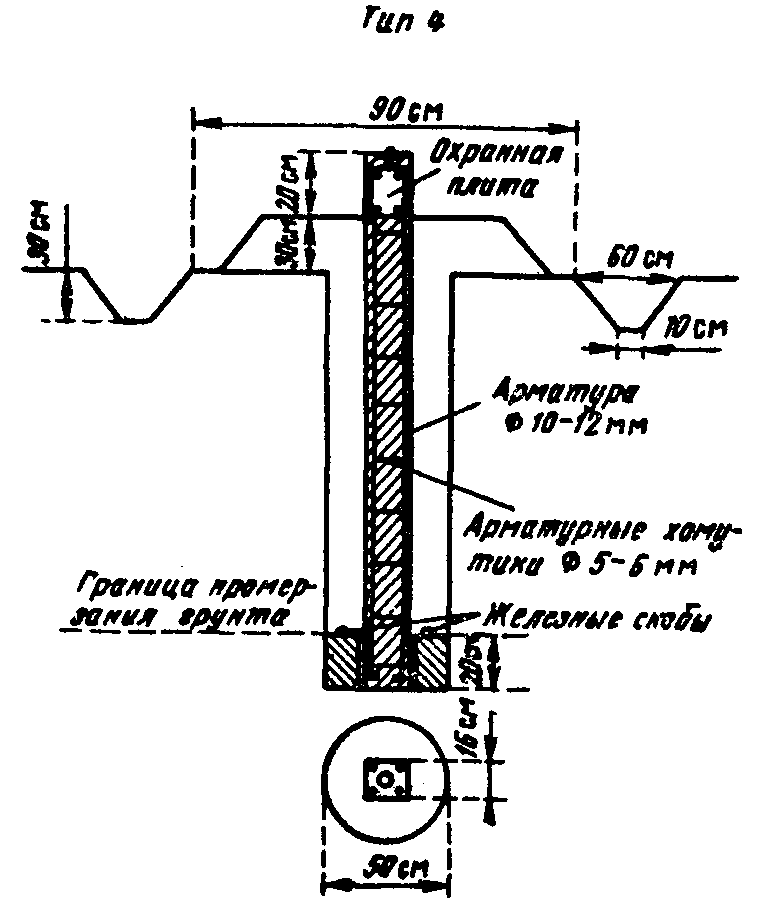 Тип 4
90 см
Охранная
плита
20 см
30 см
30 см
60 см
10 см
Арматура
Ф 10-12 мм
Арматурные хому-
тики Ф 5-6 мм
Граница промер-
зания грунта
Железные скобы
20 см
16 см
50 см